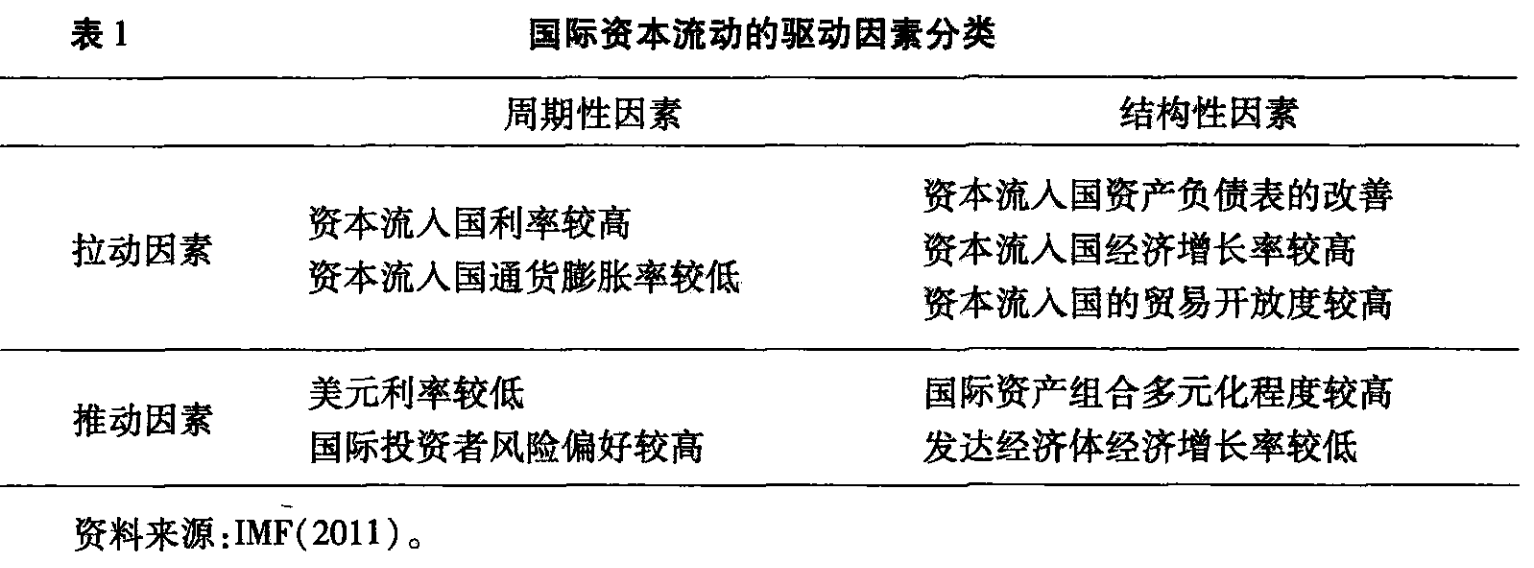 表1 国际资本流动的驱动因素分类
周期性因素 结构性因素
拉动因素
资本流入国利率较高
资本流入国通货膨胀率较低
资本流入国资产负债表的改善
资本流入国经济增长率较高
资本流入国的贸易开放度较高
推动因素
美元利率较低
国际投资者风险偏好较高
国际资产组合多元化程度较高
发达经济体经济增长率较低
资料来源:IMF(2011)。